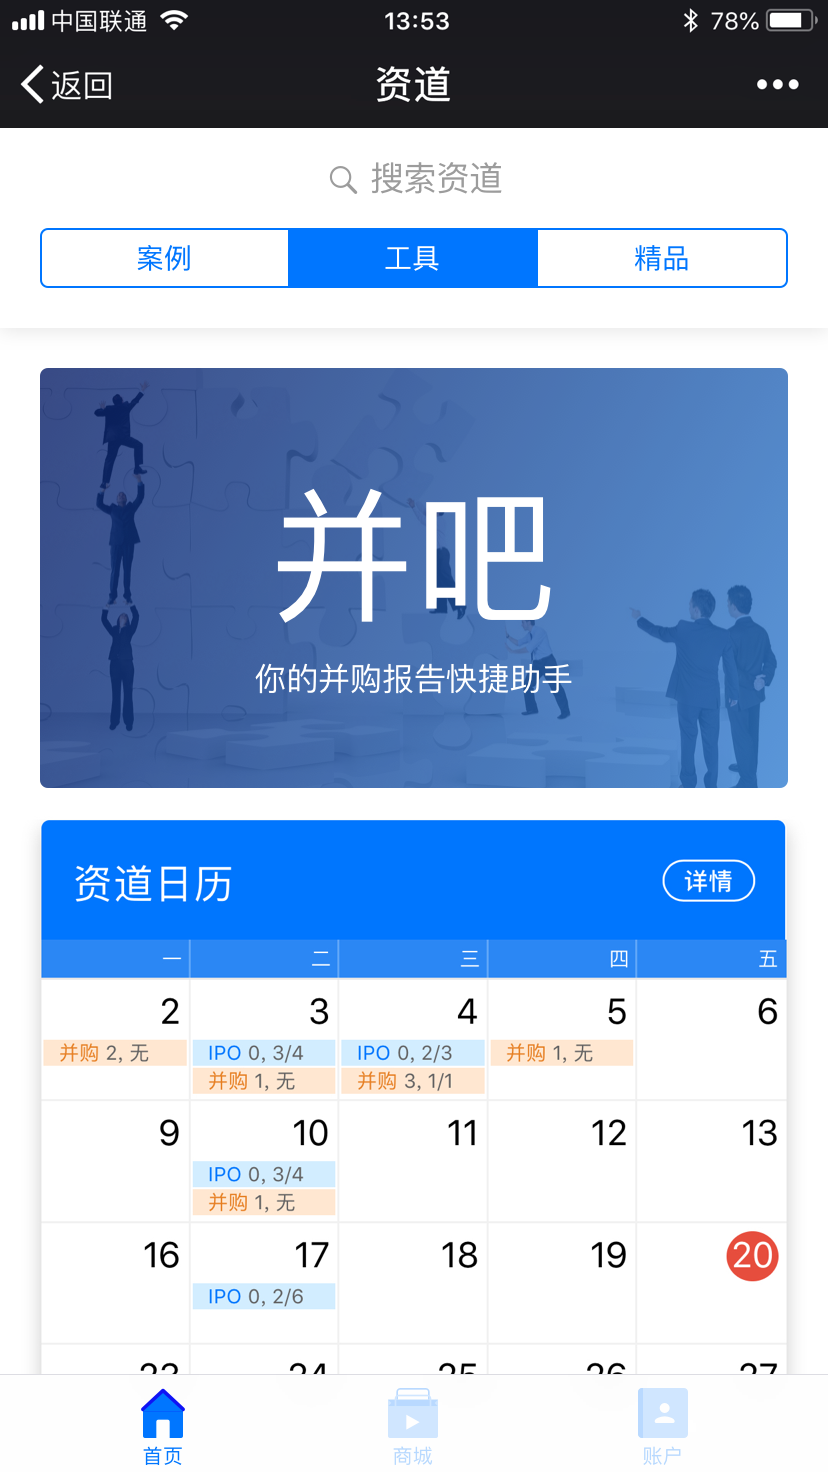 中国联通 13:53 78%
返回 资道
搜索资道
案例 工具 精品
并吧
你的并购报告快捷助手
资道日历 详情
一 二 三 四 五
2 3 4 5 6
并购 2, 无 IPO 0, 3/4 IPO 0, 2/3 并购 1, 无
并购 1, 无 并购 3, 1/1
9 10 11 12 13
IPO 0, 3/4
并购 1, 无
16 17 18 19 20
IPO 0, 2/6
23 24 25 26 27
首页 商城 账户